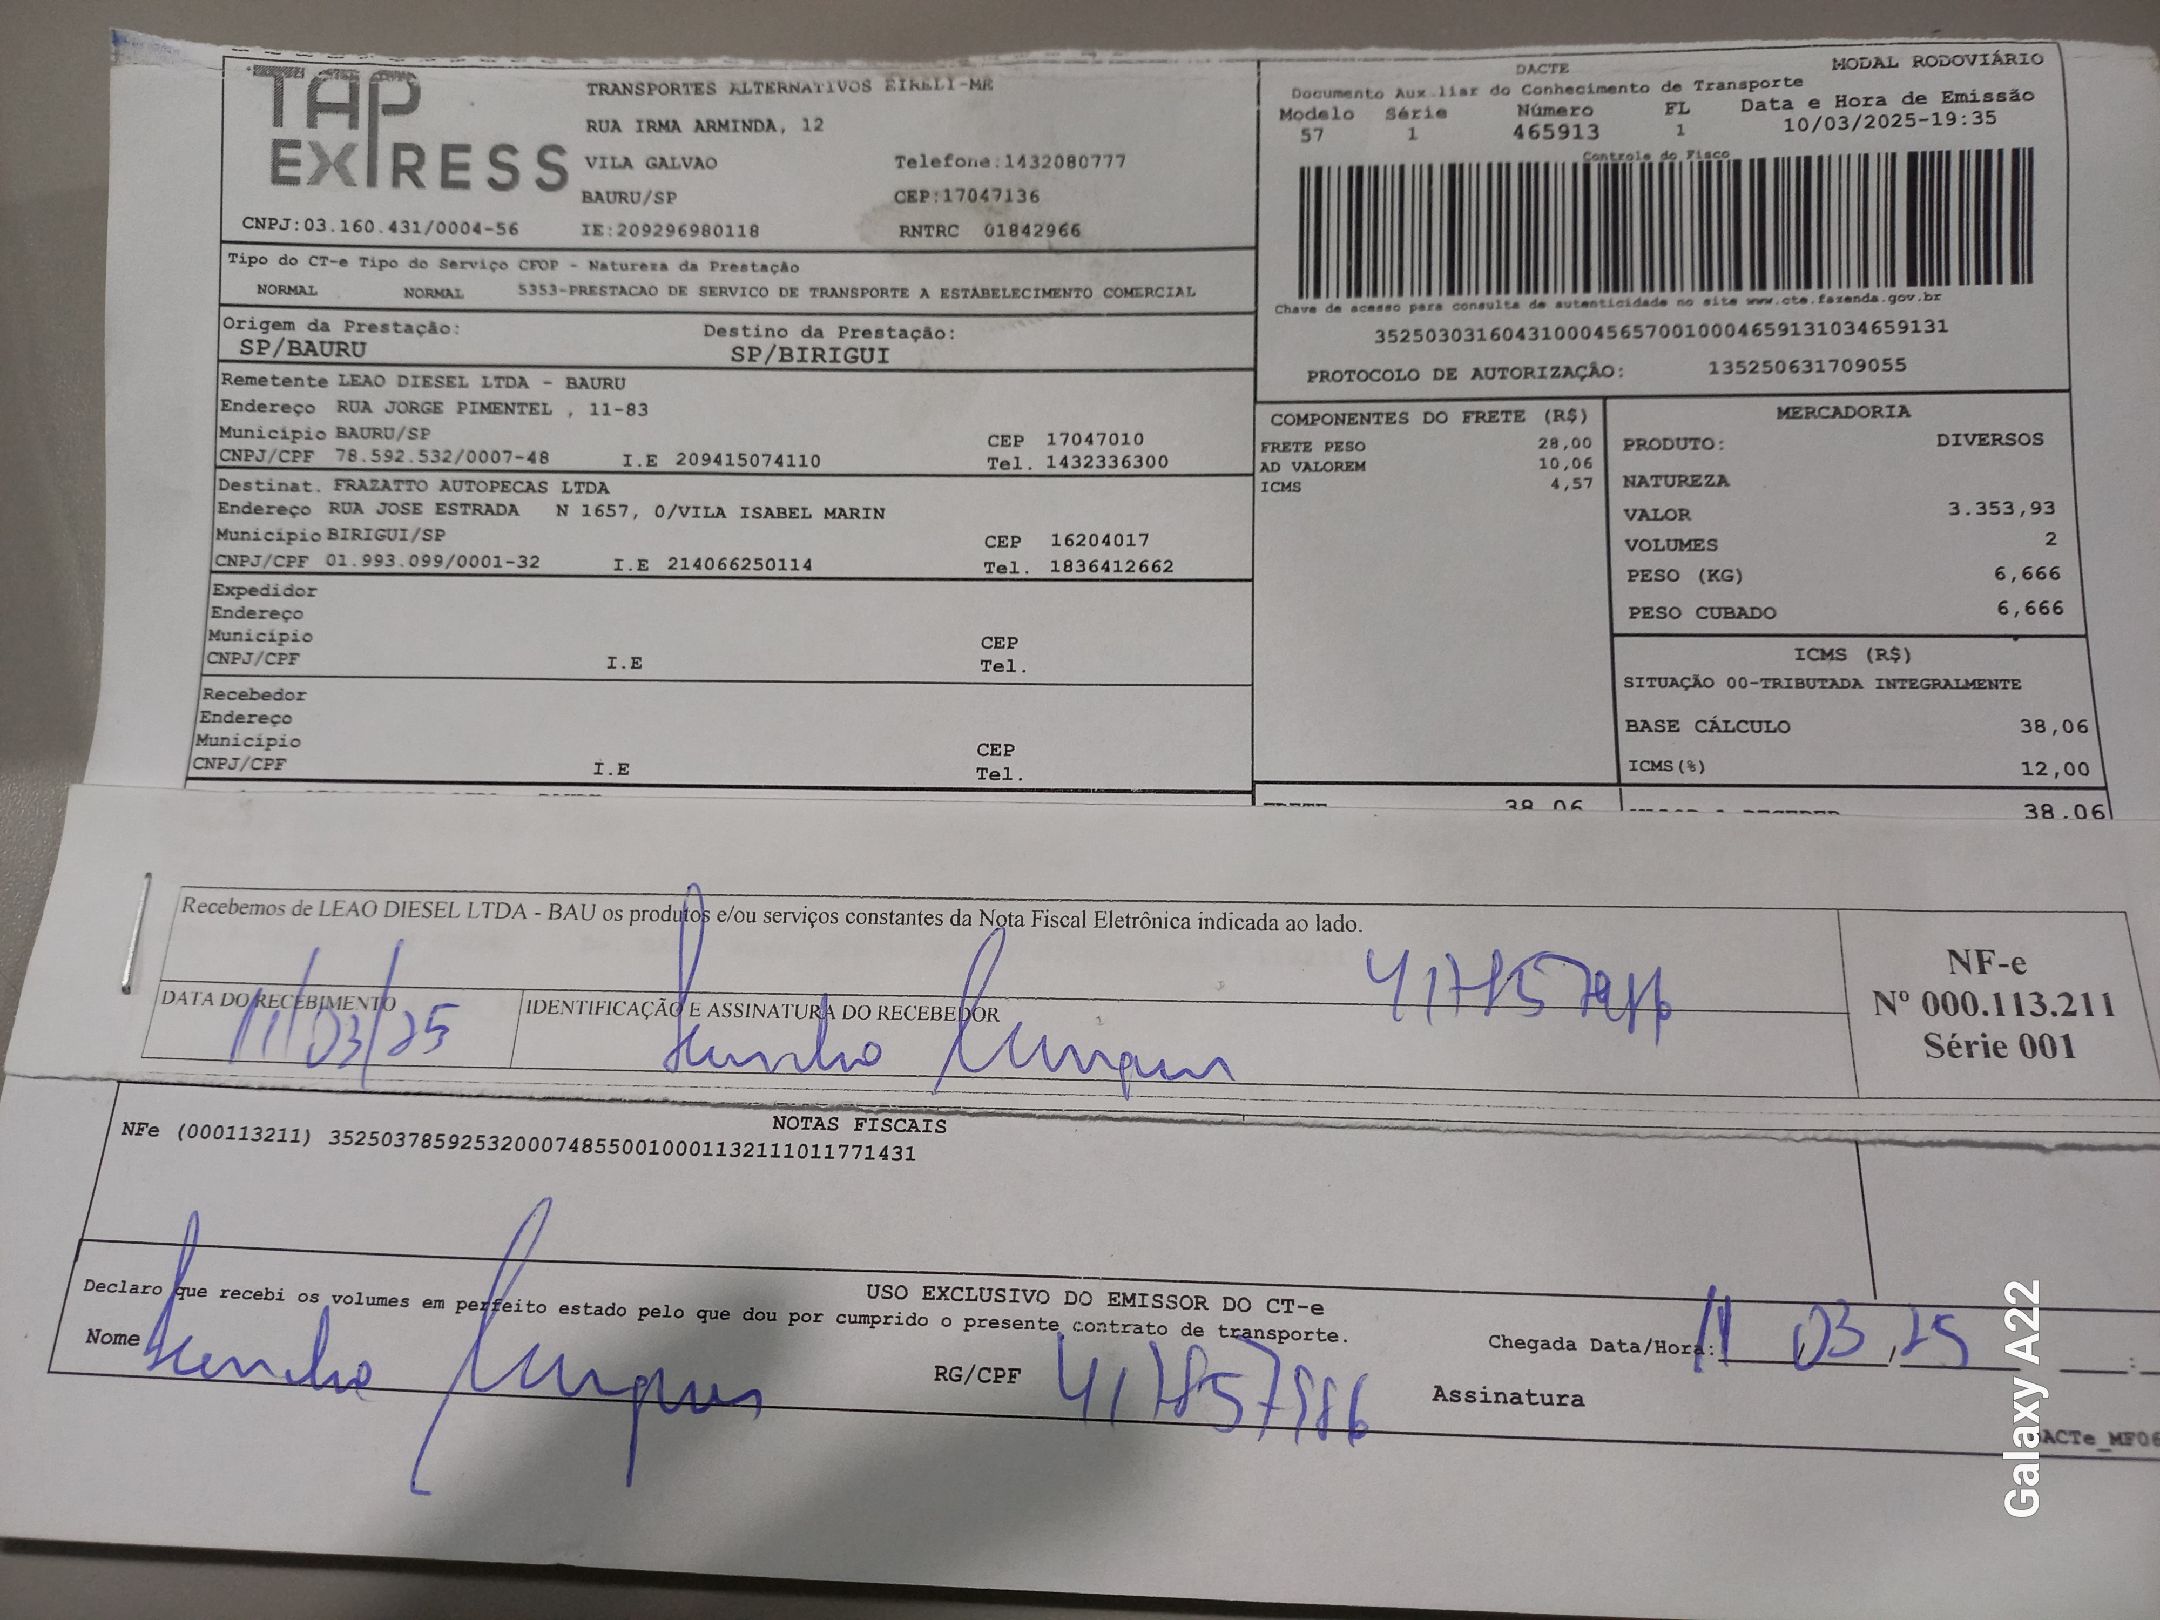 TAP
EXPRESS
TRANSPORTES ALTERNATIVOS EIRELI-ME
RUA IRMA ARMINDA, 12
VILA GALVAO Telefone:1432080777
BAURU/SP CEP:17047136
CNPJ:03.160.431/0004-56 IE:209296980118 RNTRC 01842966
DACTE MODAL RODOVIÁRIO
Documento Auxiliar do Conhecimento de Transporte
Modelo Série Número FL Data e Hora de Emissão
57 1 465913 1 10/03/2025-19:35
Controle do Fisco
Chave de acesso para consulta de autenticidade no site www.cte.fazenda.gov.br
35250303160431000456570010004659131034659131
PROTOCOLO DE AUTORIZAÇÃO: 135250631709055
Tipo do CT-e Tipo do Serviço CFOP - Natureza da Prestação
NORMAL NORMAL 5353-PRESTACAO DE SERVICO DE TRANSPORTE A ESTABELECIMENTO COMERCIAL
Origem da Prestação: Destino da Prestação:
SP/BAURU SP/BIRIGUI
Remetente LEAO DIESEL LTDA - BAURU
Endereço RUA JORGE PIMENTEL , 11-83
Município BAURU/SP CEP 17047010
CNPJ/CPF 78.592.532/0007-48 I.E 209415074110 Tel. 1432336300
Destinat. FRAZATTO AUTOPECAS LTDA
Endereço RUA JOSE ESTRADA N 1657, 0/VILA ISABEL MARIN
Município BIRIGUI/SP CEP 16204017
CNPJ/CPF 01.993.099/0001-32 I.E 214066250114 Tel. 1836412662
Expedidor
Endereço
Município CEP
CNPJ/CPF I.E Tel.
Recebedor
Endereço
Município CEP
CNPJ/CPF I.E Tel.
COMPONENTES DO FRETE (R$)
FRETE PESO 28,00
AD VALOREM 10,06
ICMS 4,57
MERCADORIA
PRODUTO: DIVERSOS
NATUREZA
VALOR 3.353,93
VOLUMES 2
PESO (KG) 6,666
PESO CUBADO 6,666
ICMS (R$)
SITUAÇÃO 00-TRIBUTADA INTEGRALMENTE
BASE CÁLCULO 38,06
ICMS(%) 12,00
FRETE 38,06 38,06
Recebemos de LEAO DIESEL LTDA - BAU os produtos e/ou serviços constantes da Nota Fiscal Eletrônica indicada ao lado.
DATA DO RECEBIMENTO IDENTIFICAÇÃO E ASSINATURA DO RECEBEDOR
11/03/25
NF-e
Nº 000.113.211
Série 001
NOTAS FISCAIS
NFe (000113211) 35250378592532000748550010001132111011771431
USO EXCLUSIVO DO EMISSOR DO CT-e
Declaro que recebi os volumes em perfeito estado pelo que dou por cumprido o presente contrato de transporte.
Nome RG/CPF 417857986 Chegada Data/Hora: 11 03 25 :
Assinatura
ACTe_MF06
Galaxy A22